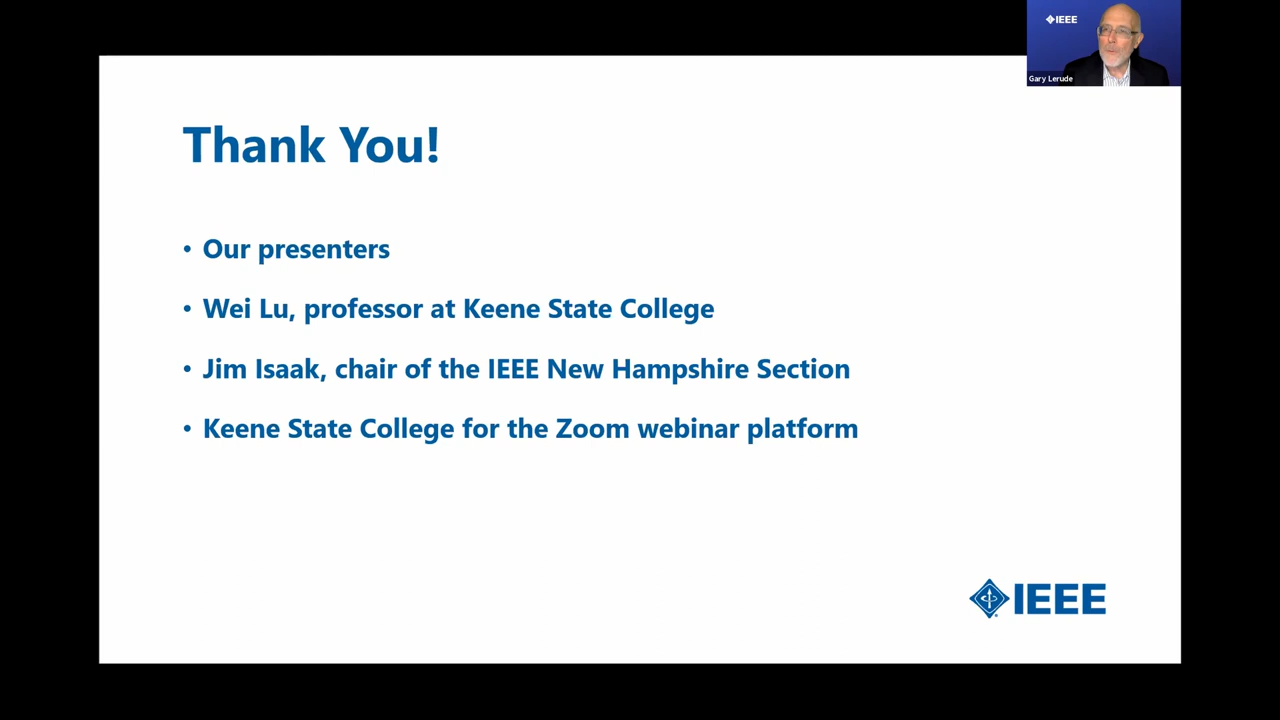 IEEE
Gary Lerude
Thank You!
• Our presenters
• Wei Lu, professor at Keene State College
• Jim Isaak, chair of the IEEE New Hampshire Section
• Keene State College for the Zoom webinar platform
IEEE